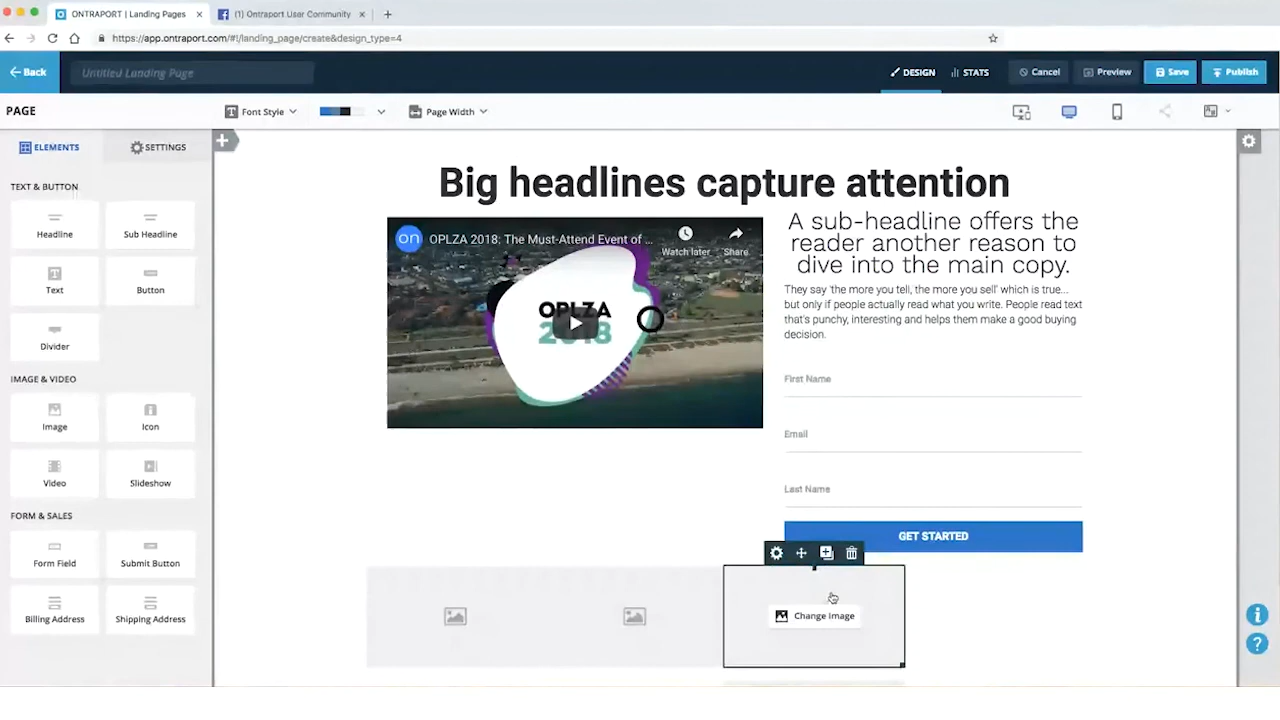 ONTRAPORT | Landing Pages
(1) Ontraport User Community
https://app.ontraport.com/#!/landing_page/create&design_type=4
Back
Untitled Landing Page
DESIGN
STATS
Cancel
Preview
Save
Publish
PAGE
Font Style
Page Width
ELEMENTS
SETTINGS
TEXT & BUTTON
Headline
Sub Headline
Text
Button
Divider
IMAGE & VIDEO
Image
Icon
Video
Slideshow
FORM & SALES
Form Field
Submit Button
Billing Address
Shipping Address
Big headlines capture attention
on
OPLZA 2018: The Must-Attend Event of ...
Watch later
Share
OPLZA
2018
A sub-headline offers the
reader another reason to
dive into the main copy.
They say 'the more you tell, the more you sell' which is true...
but only if people actually read what you write. People read text
that's punchy, interesting and helps them make a good buying
decision.
First Name
Email
Last Name
GET STARTED
Change Image